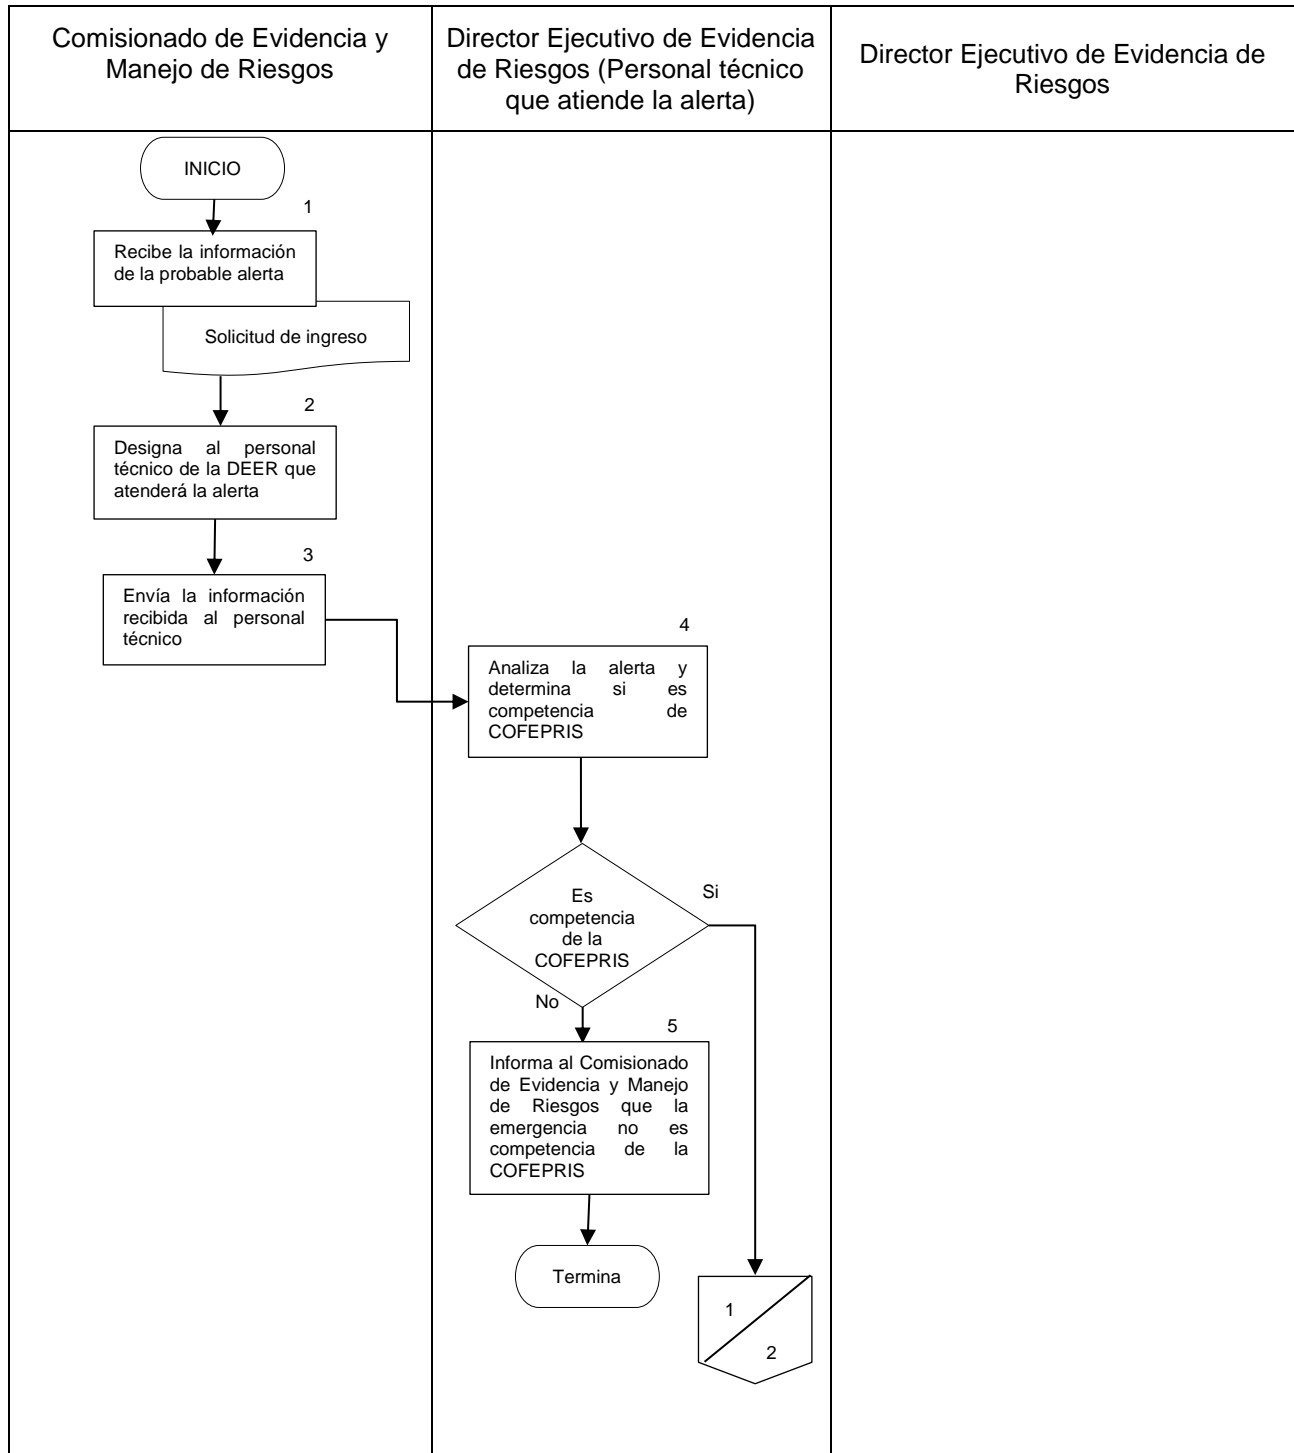 Comisionado de Evidencia y
Manejo de Riesgos
Director Ejecutivo de Evidencia
de Riesgos (Personal técnico
que atiende la alerta)
Director Ejecutivo de Evidencia de
Riesgos
INICIO
1
Recibe la información
de la probable alerta
Solicitud de ingreso
2
Designa al personal
técnico de la DEER que
atenderá la alerta
3
Envía la información
recibida al personal
técnico
4
Analiza la alerta y
determina si es
competencia de
COFEPRIS
Es
competencia
de la
COFEPRIS
Si
No
5
Informa al Comisionado
de Evidencia y Manejo
de Riesgos que la
emergencia no es
competencia de la
COFEPRIS
Termina
1
2